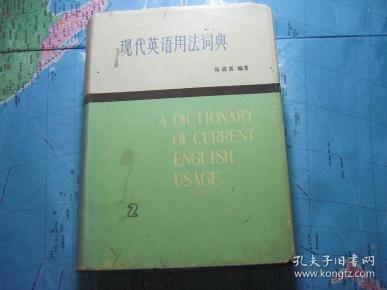 现代英语用法词典
张道真 编著
A DICTIONARY
OF CURRENT
ENGLISH
USAGE
2
孔夫子旧书网
www.kongfz.com